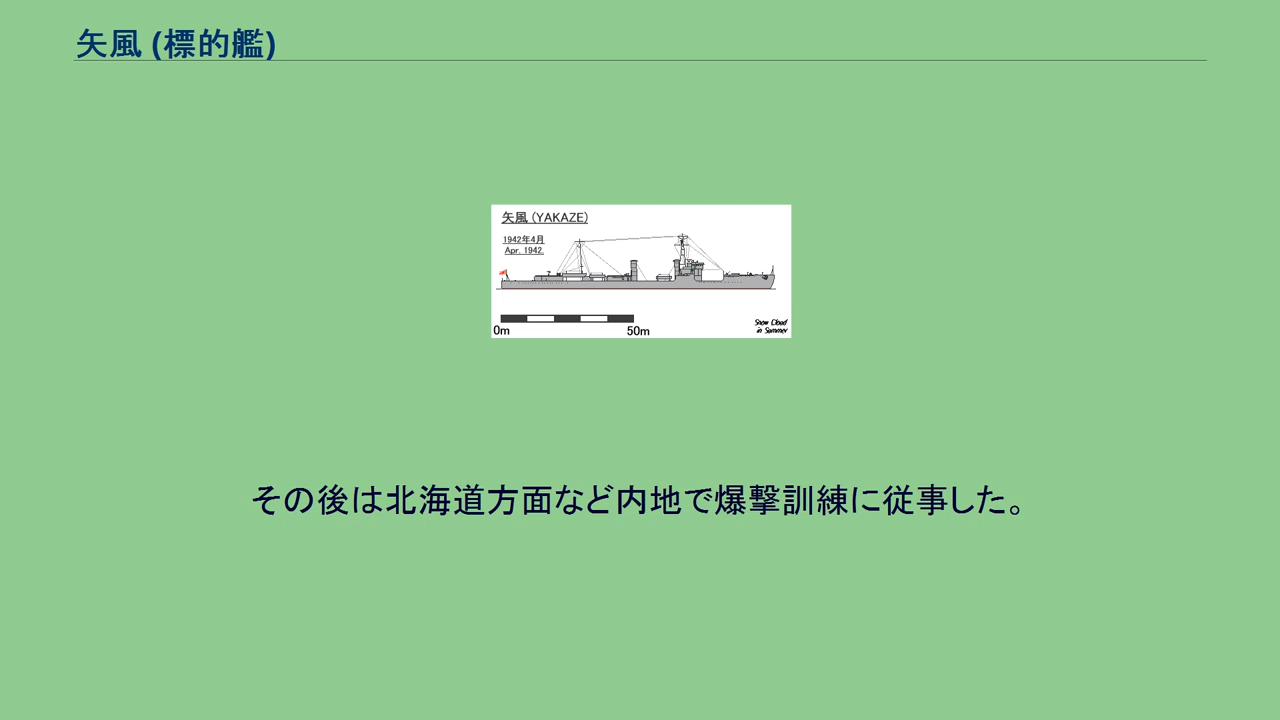 矢風 (標的艦)
矢風 (YAKAZE)
1942年4月
Apr. 1942.
0m
50m
Snow Cloud
in Summer
その後は北海道方面など内地で爆撃訓練に従事した。